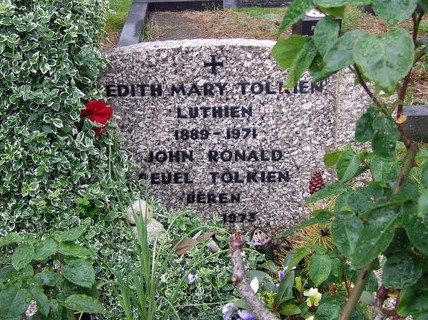 EDITH MARY TOLKIEN
LUTHIEN
1889 - 1971
JOHN RONALD
REUEL TOLKIEN
BEREN
1973